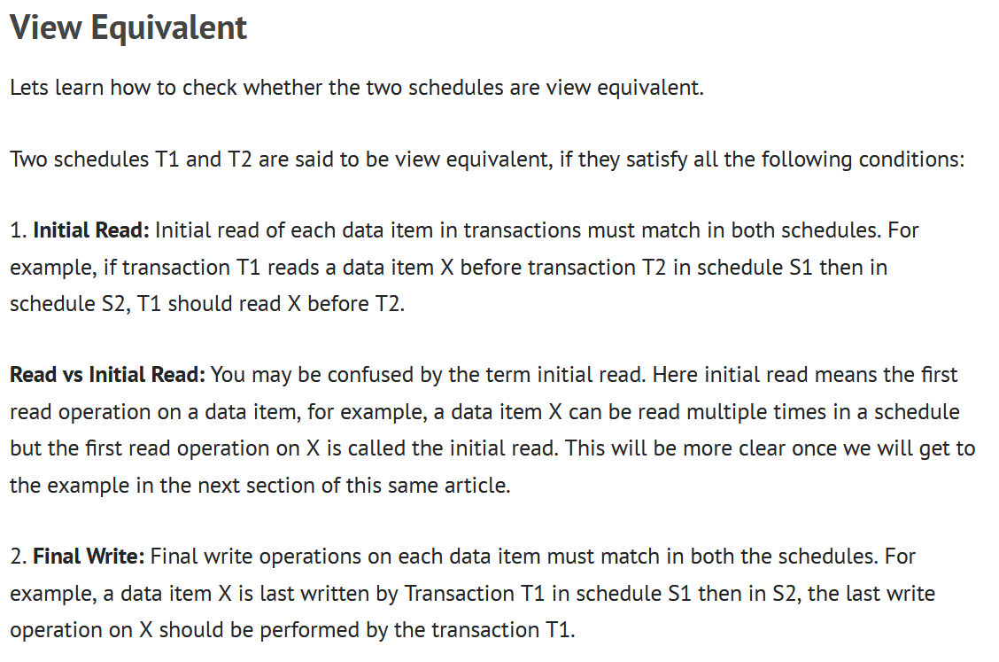 View Equivalent
Lets learn how to check whether the two schedules are view equivalent.
Two schedules T1 and T2 are said to be view equivalent, if they satisfy all the following conditions:
1. Initial Read: Initial read of each data item in transactions must match in both schedules. For
example, if transaction T1 reads a data item X before transaction T2 in schedule S1 then in
schedule S2, T1 should read X before T2.
Read vs Initial Read: You may be confused by the term initial read. Here initial read means the first
read operation on a data item, for example, a data item X can be read multiple times in a schedule
but the first read operation on X is called the initial read. This will be more clear once we will get to
the example in the next section of this same article.
2. Final Write: Final write operations on each data item must match in both the schedules. For
example, a data item X is last written by Transaction T1 in schedule S1 then in S2, the last write
operation on X should be performed by the transaction T1.